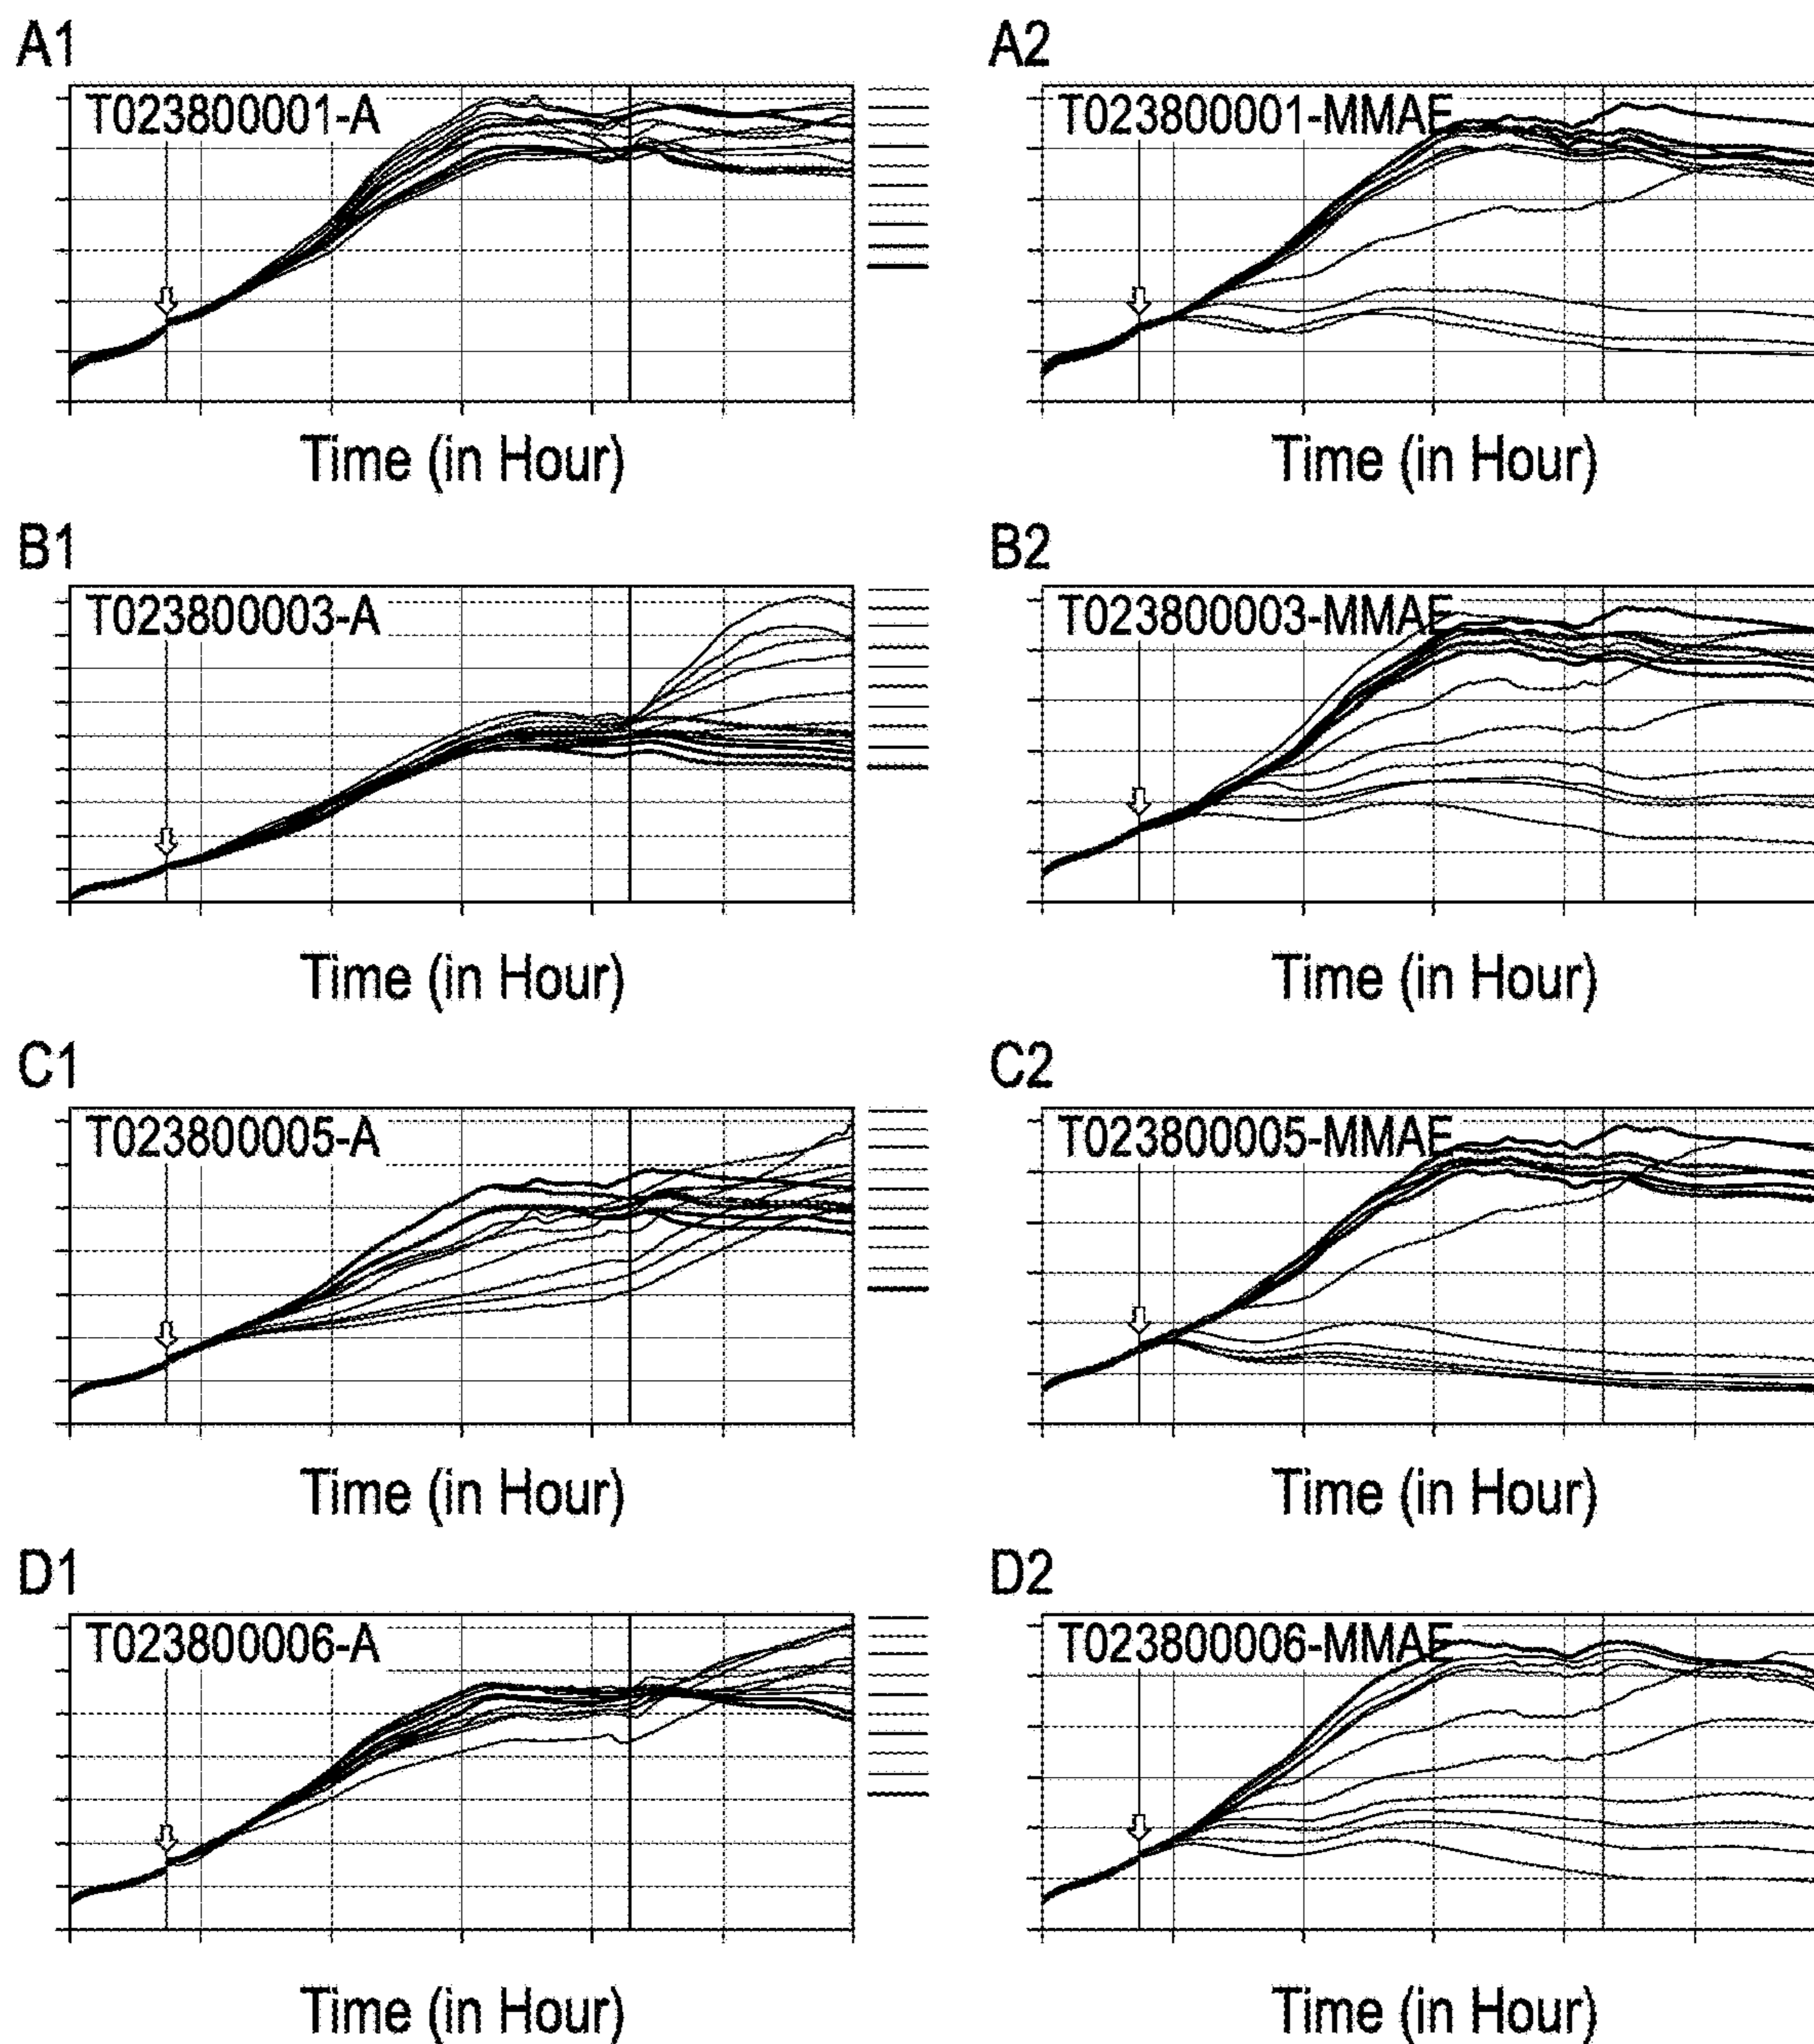 A1
A2
T023800001-A
T023800001-MMAE
Time (in Hour)
Time (in Hour)
B1
B2
T023800003-A
T023800003-MMAE
Time (in Hour)
Time (in Hour)
C1
C2
T023800005-A
T023800005-MMAE
Time (in Hour)
Time (in Hour)
D1
D2
T023800006-A
T023800006-MMAE
Time (in Hour)
Time (in Hour)